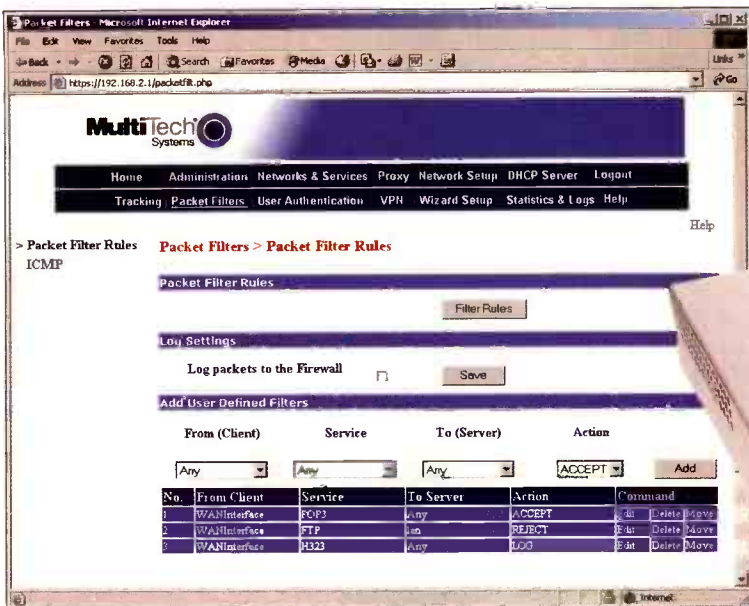 Packet Filters - Microsoft Internet Explorer
File Edit View Favorites Tools Help
Back Search Favorites Media
Links
Address https://192.168.2.1/packetfilt.php
Go
MultiTech
Systems
Home Administration Networks & Services Proxy Network Setup DHCP Server Logout
Tracking Packet Filters User Authentication VPN Wizard Setup Statistics & Logs Help
Help
> Packet Filter Rules
ICMP
Packet Filters > Packet Filter Rules
Packet Filter Rules
Filter Rules
Log Settings
Log packets to the Firewall
Save
Add User Defined Filters
From (Client) Service To (Server) Action
Any Any Any ACCEPT Add
No. From Client Service To Server Action Command
1 WANInterface POP3 Any ACCEPT Edit Delete Move
2 WANInterface FTP lan REJECT Edit Delete Move
3 WANInterface H323 Any LOG Edit Delete Move
Internet